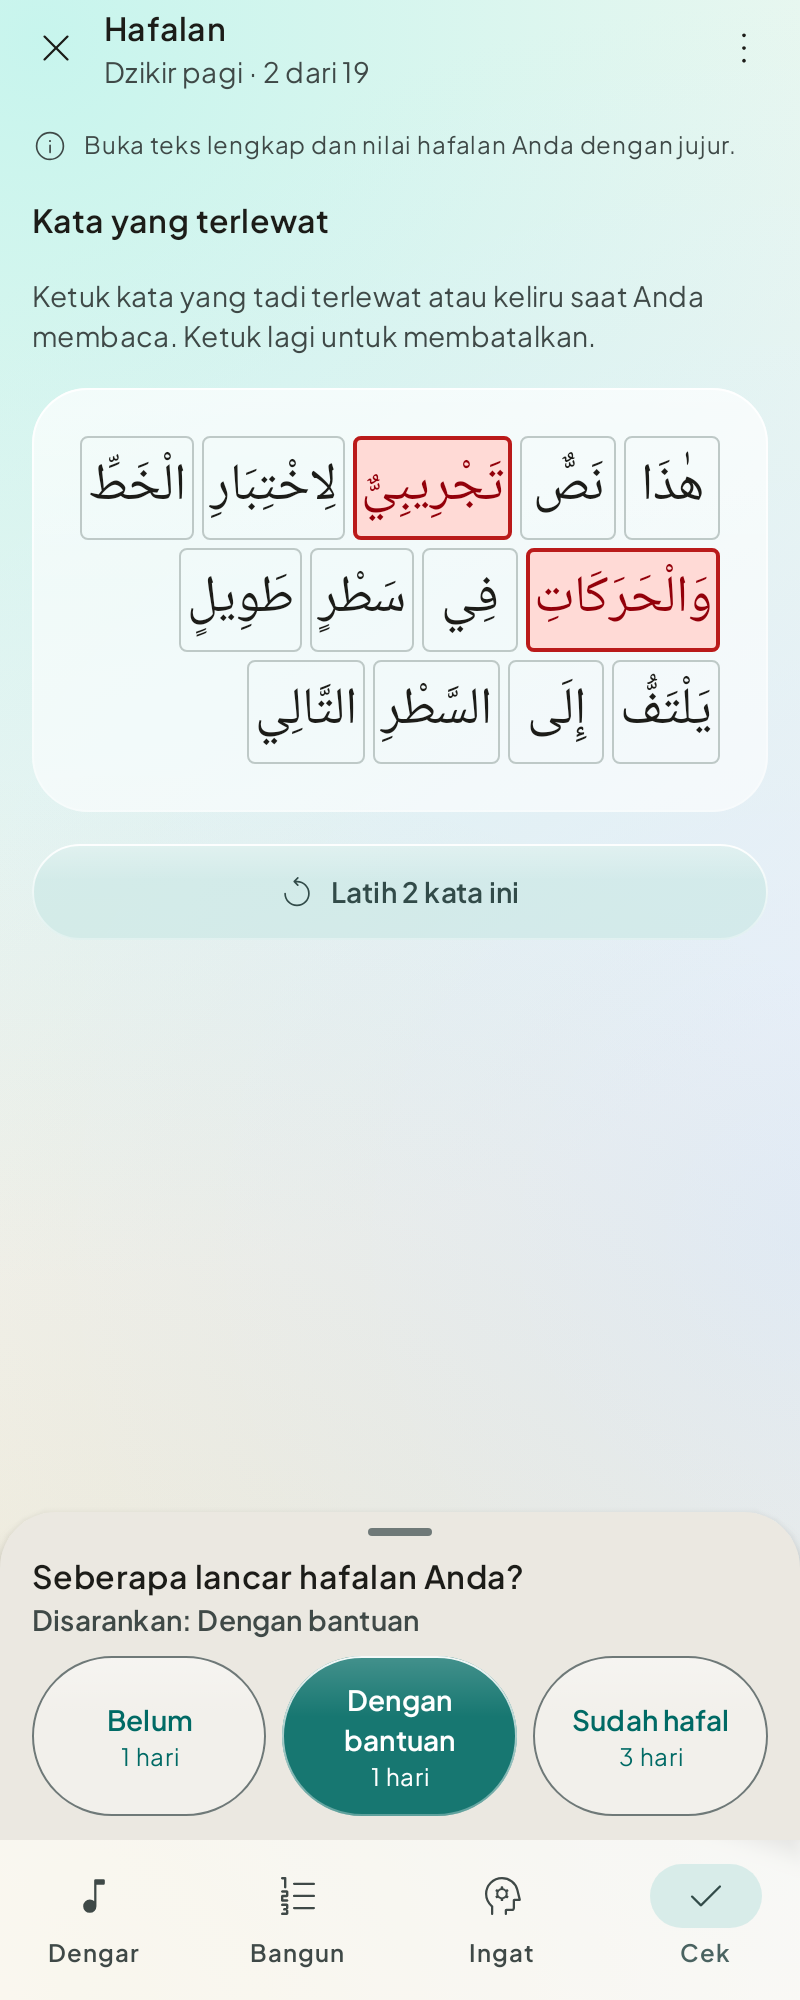 Hafalan
Dzikir pagi · 2 dari 19
Buka teks lengkap dan nilai hafalan Anda dengan jujur.
Kata yang terlewat
Ketuk kata yang tadi terlewat atau keliru saat Anda
membaca. Ketuk lagi untuk membatalkan.
هٰذَا نَصٌّ تَجْرِيبِيٌّ لِاخْتِبَارِ الْخَطِّ
وَالْحَرَكَاتِ فِي سَطْرٍ طَوِيلٍ
يَلْتَفُّ إِلَى السَّطْرِ التَّالِي
Latih 2 kata ini
Seberapa lancar hafalan Anda?
Disarankan: Dengan bantuan
Belum
1 hari
Dengan
bantuan
1 hari
Sudah hafal
3 hari
Dengar
Bangun
Ingat
Cek